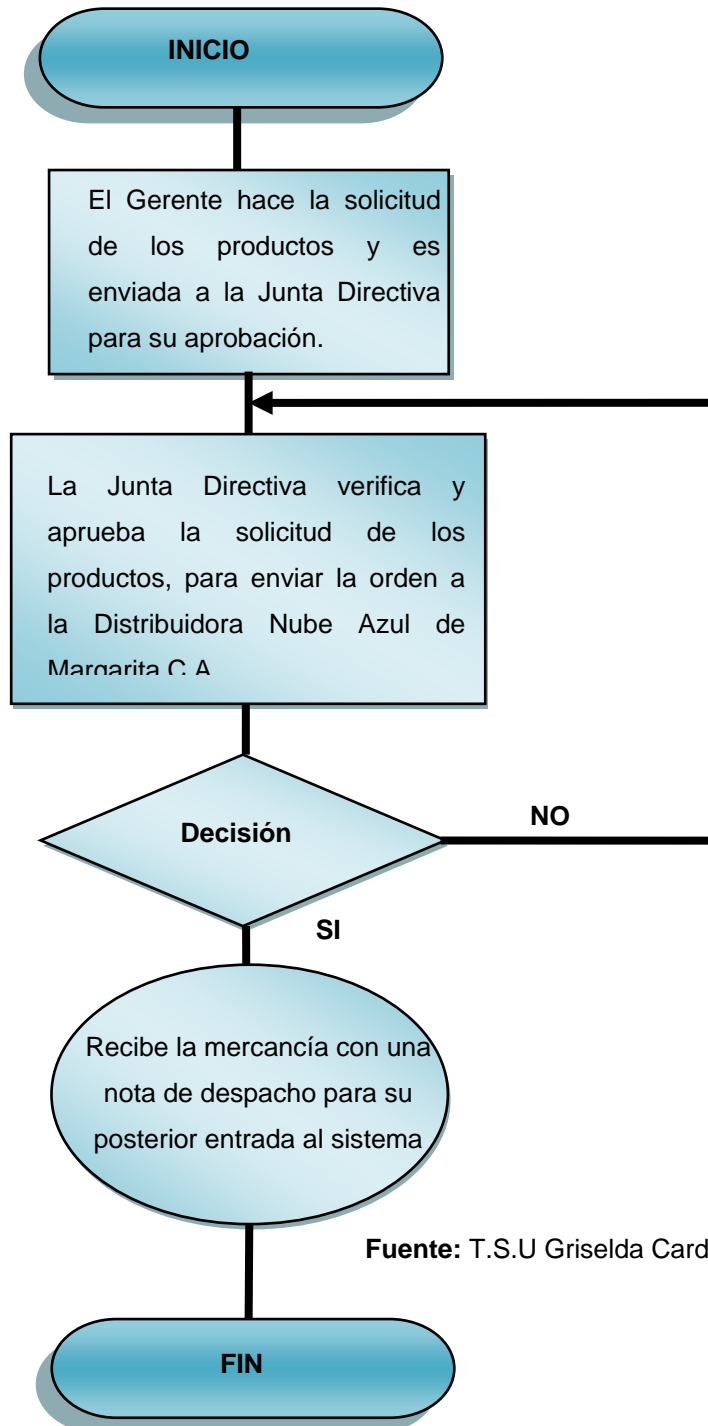 INICIO
El Gerente hace la solicitud
de los productos y es
enviada a la Junta Directiva
para su aprobación.
La Junta Directiva verifica y
aprueba la solicitud de los
productos, para enviar la orden a
la Distribuidora Nube Azul de
Margarita C.A
Decisión
NO
SI
Recibe la mercancía con una
nota de despacho para su
posterior entrada al sistema
Fuente: T.S.U Griselda Card
FIN